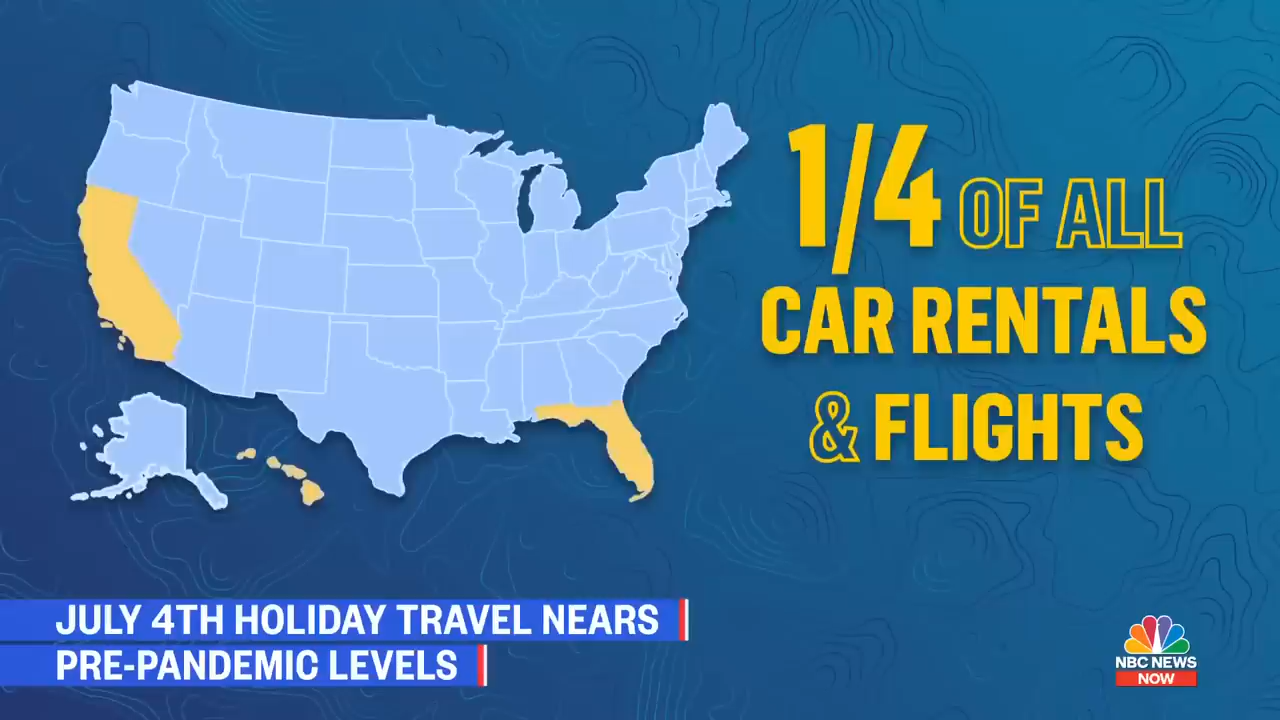 1/4 OF ALL
CAR RENTALS
& FLIGHTS
JULY 4TH HOLIDAY TRAVEL NEARS
PRE-PANDEMIC LEVELS
NBC NEWS
NOW